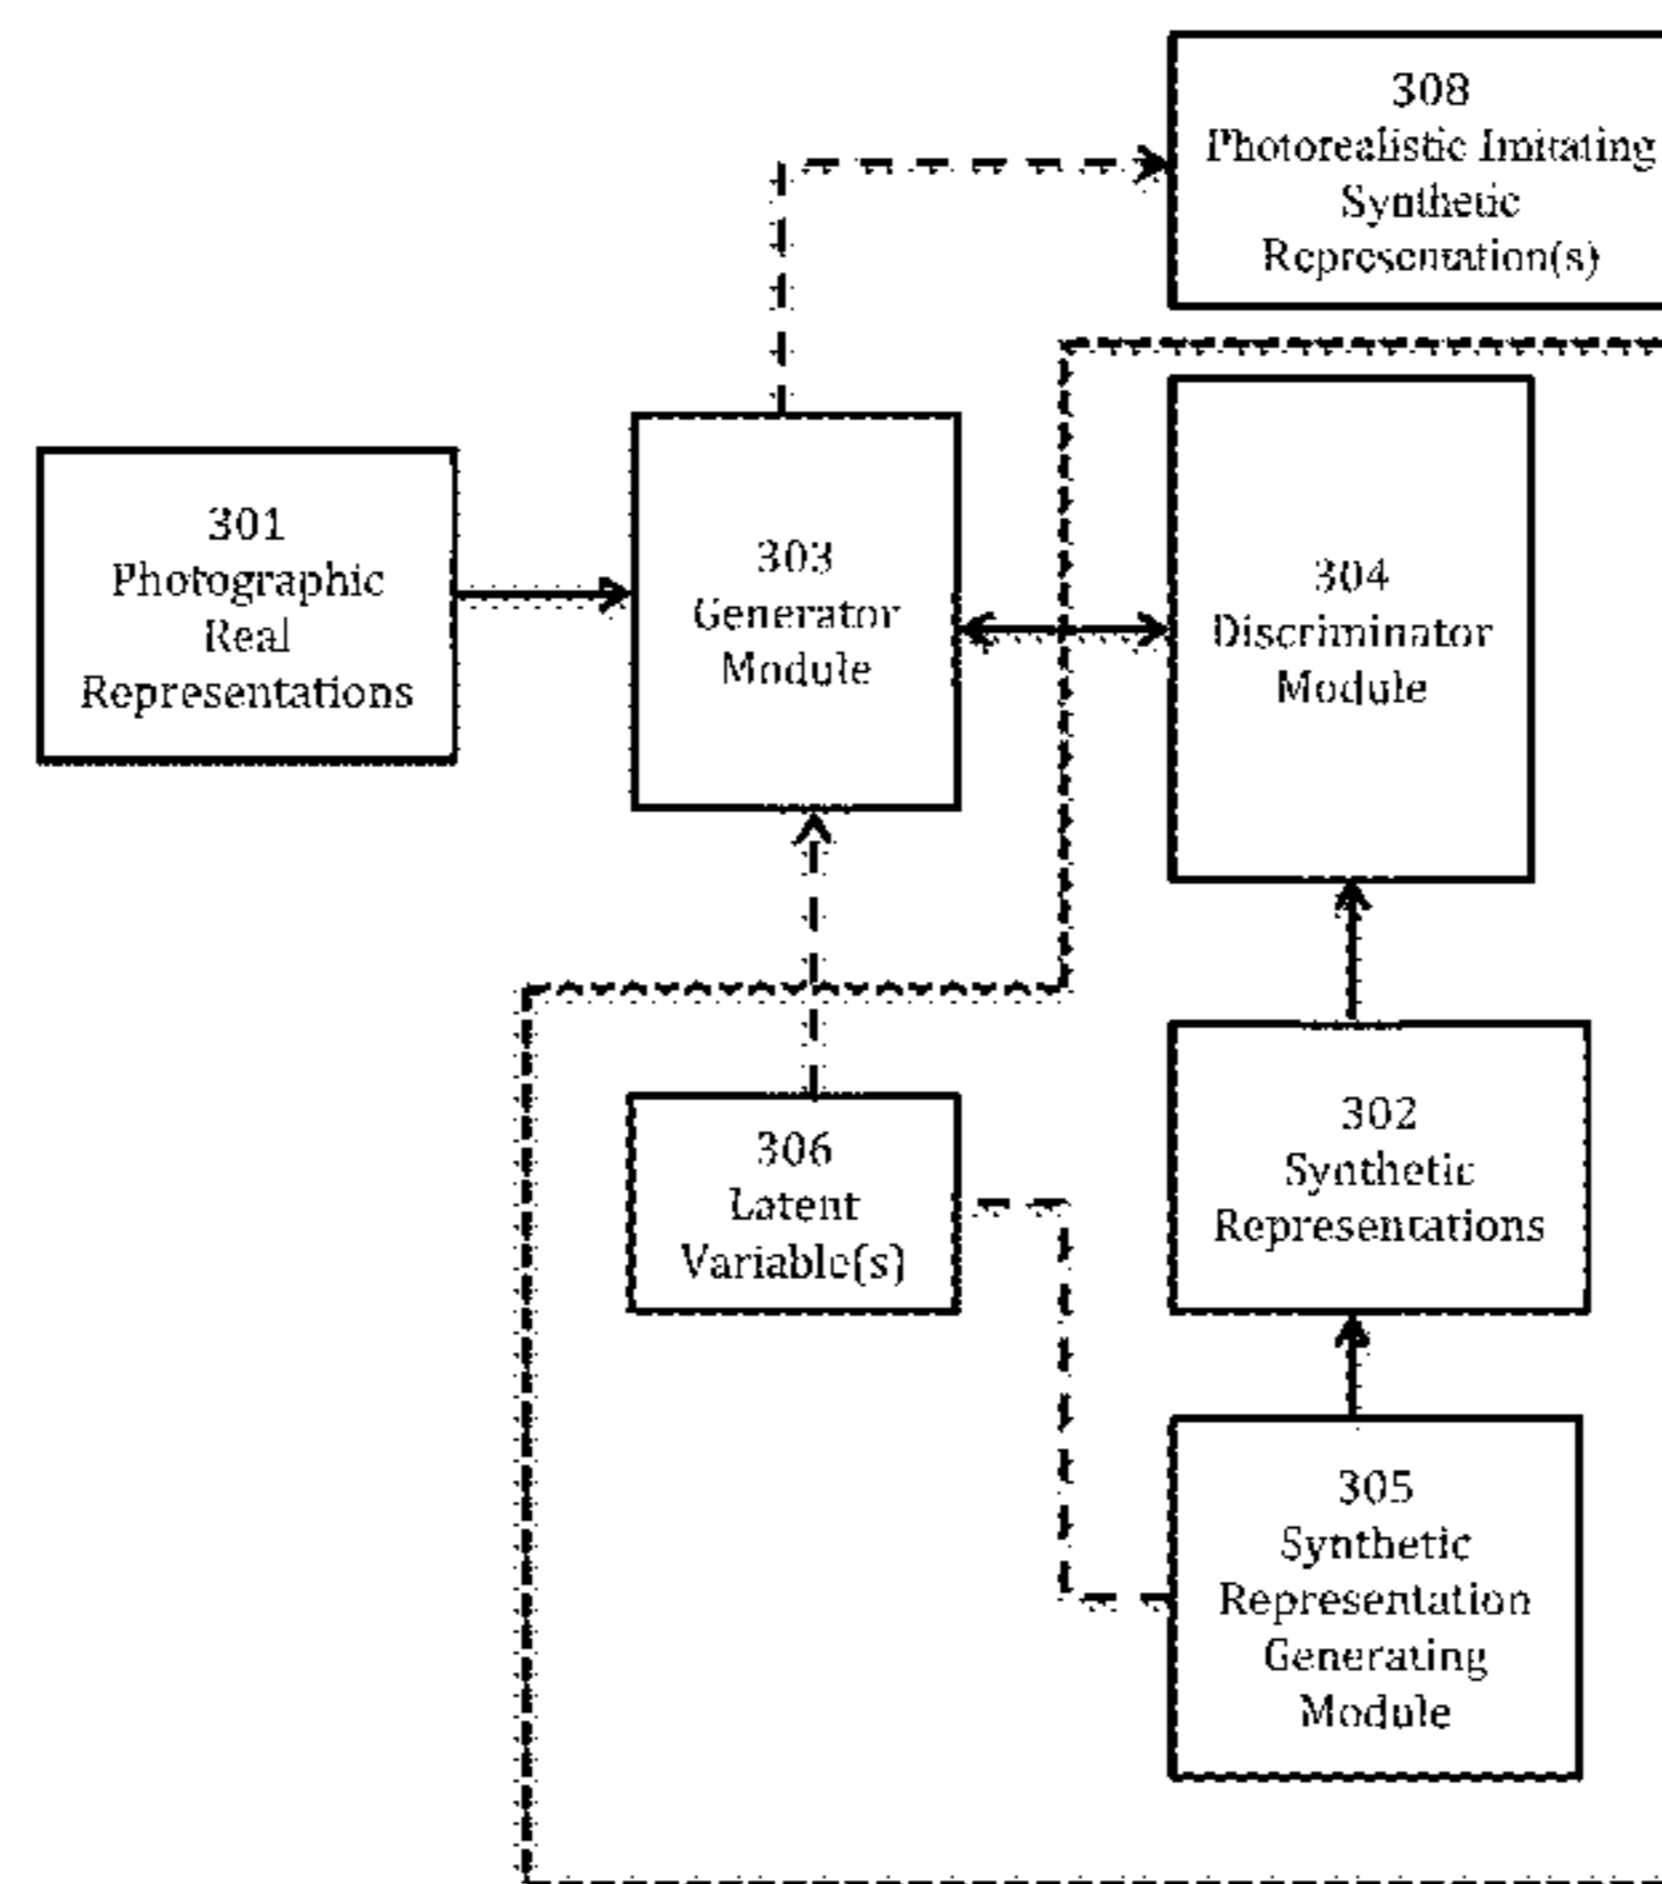 308
Photorealistic Imitating
Synthetic
Representation(s)
301
Photographic
Real
Representations
303
Generator
Module
304
Discriminator
Module
306
Latent
Variable(s)
302
Synthetic
Representations
305
Synthetic
Representation
Generating
Module